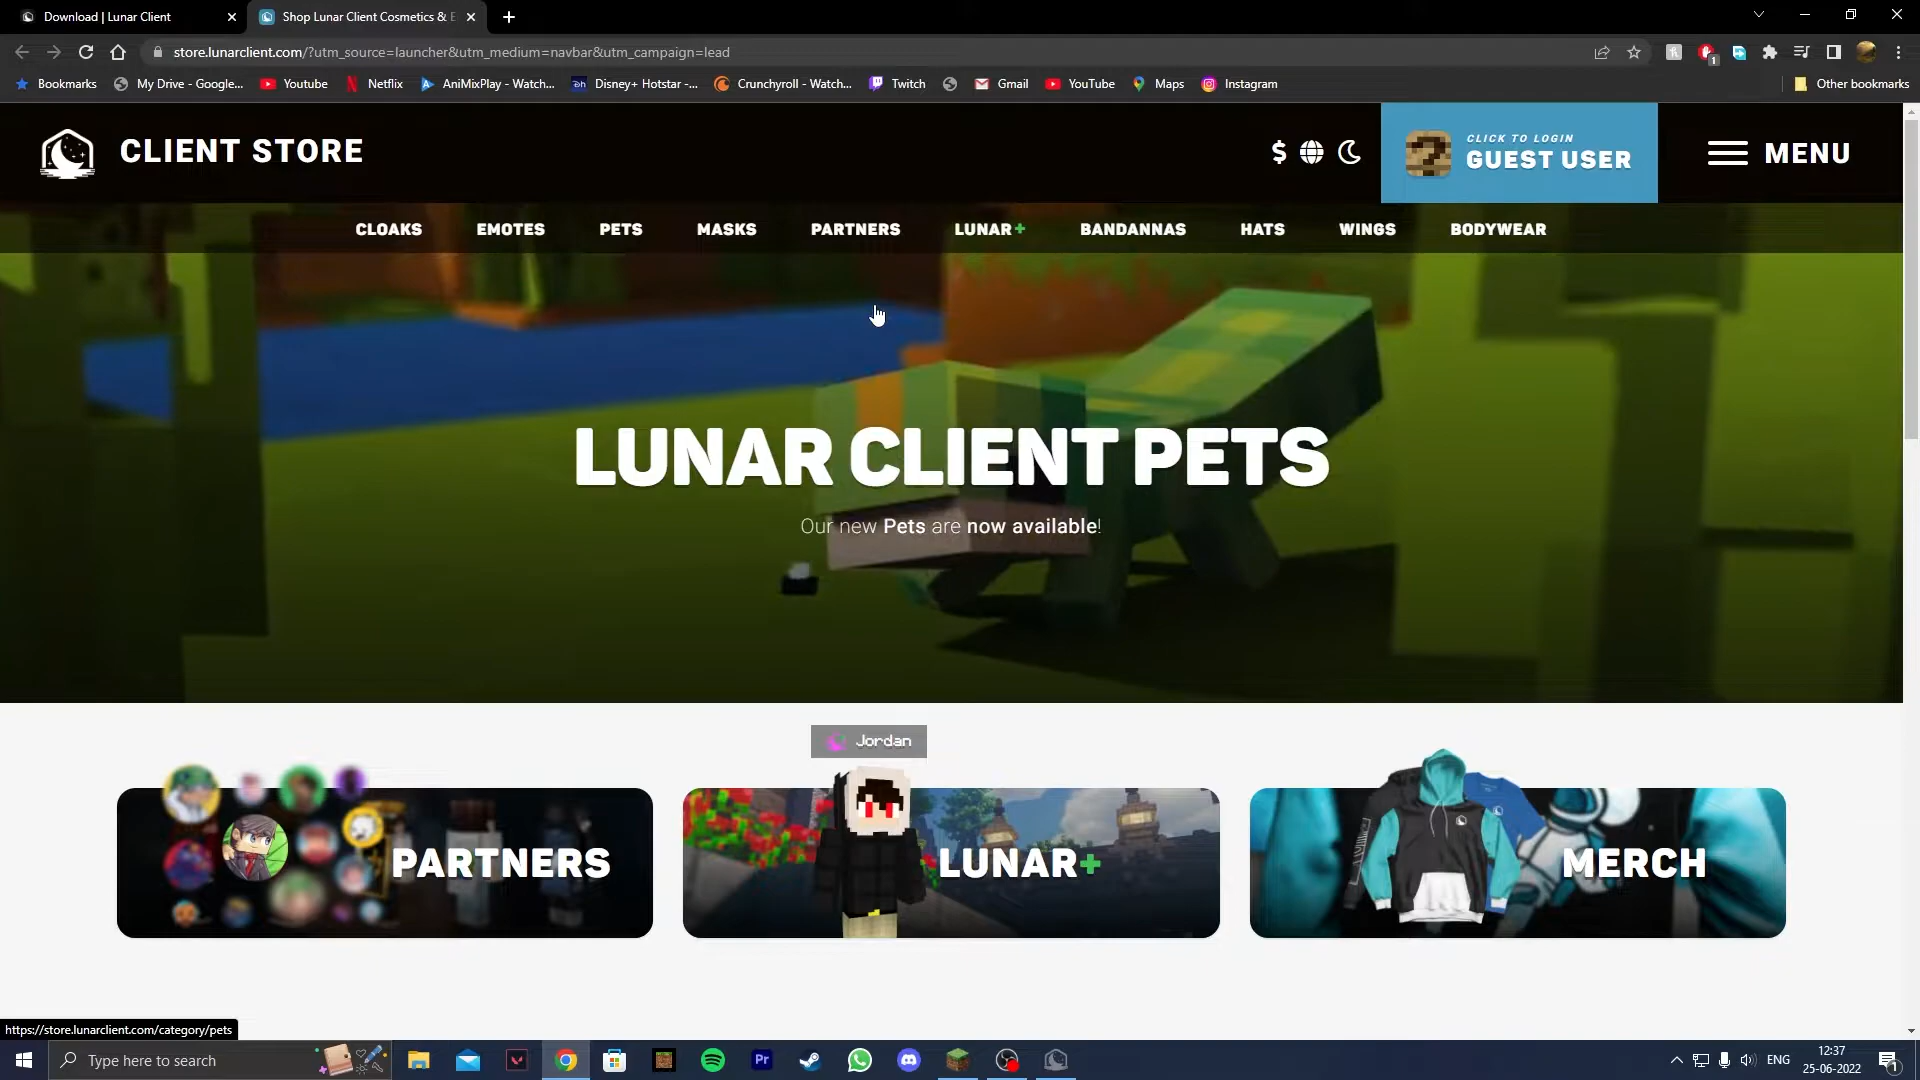 Download | Lunar Client
Shop Lunar Client Cosmetics & E
store.lunarclient.com/?utm_source=launcher&utm_medium=navbar&utm_campaign=lead
1
Bookmarks
My Drive - Google...
Youtube
Netflix
AniMixPlay - Watch...
Disney+ Hotstar -...
Crunchyroll - Watch...
Twitch
Gmail
YouTube
Maps
Instagram
Other bookmarks
CLIENT STORE
$
CLICK TO LOGIN
GUEST USER
MENU
CLOAKS
EMOTES
PETS
MASKS
PARTNERS
LUNAR+
BANDANNAS
HATS
WINGS
BODYWEAR
LUNAR CLIENT PETS
Our new Pets are now available!
Jordan
PARTNERS
LUNAR+
MERCH
https://store.lunarclient.com/category/pets
Type here to search
Pr
ENG
12:37
25-06-2022
1